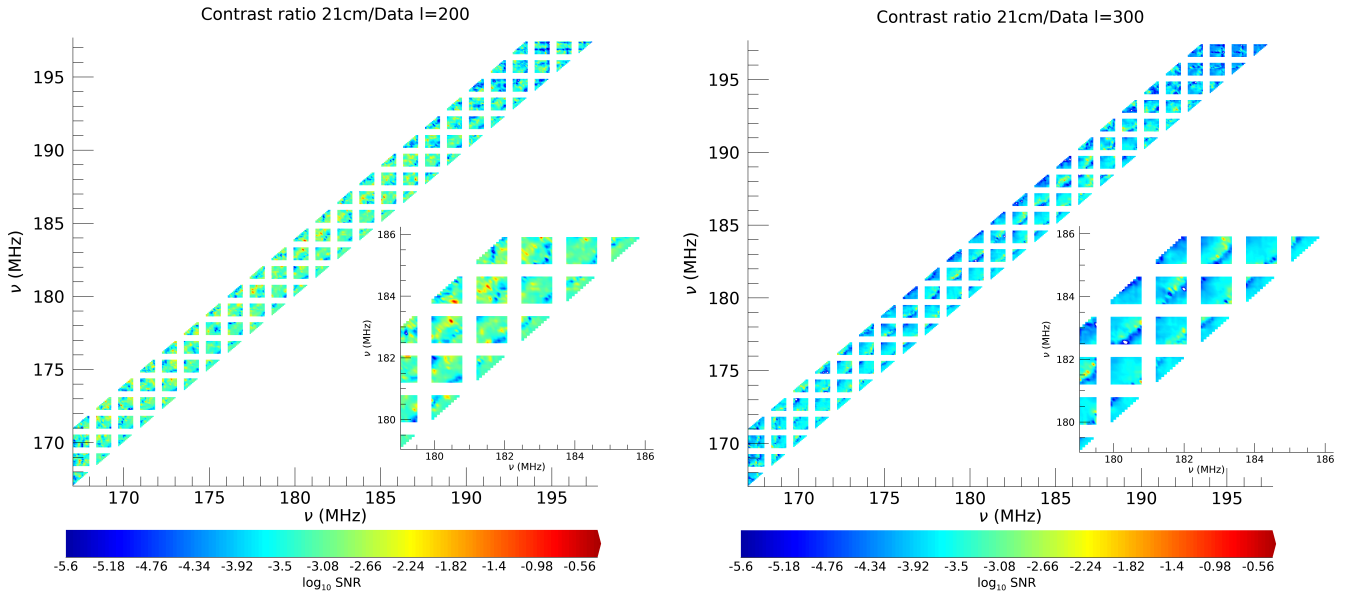 Contrast ratio 21cm/Data l=200
195
190
185
180
175
170
ν (MHz)
170 175 180 185 190 195
ν (MHz)
186
184
182
180
ν (MHz)
180 182 184 186
ν (MHz)
-5.6 -5.18 -4.76 -4.34 -3.92 -3.5 -3.08 -2.66 -2.24 -1.82 -1.4 -0.98 -0.56
log10 SNR
Contrast ratio 21cm/Data l=300
195
190
185
180
175
170
ν (MHz)
170 175 180 185 190 195
ν (MHz)
186
184
182
180
ν (MHz)
180 182 184 186
ν (MHz)
-5.6 -5.18 -4.76 -4.34 -3.92 -3.5 -3.08 -2.66 -2.24 -1.82 -1.4 -0.98 -0.56
log10 SNR